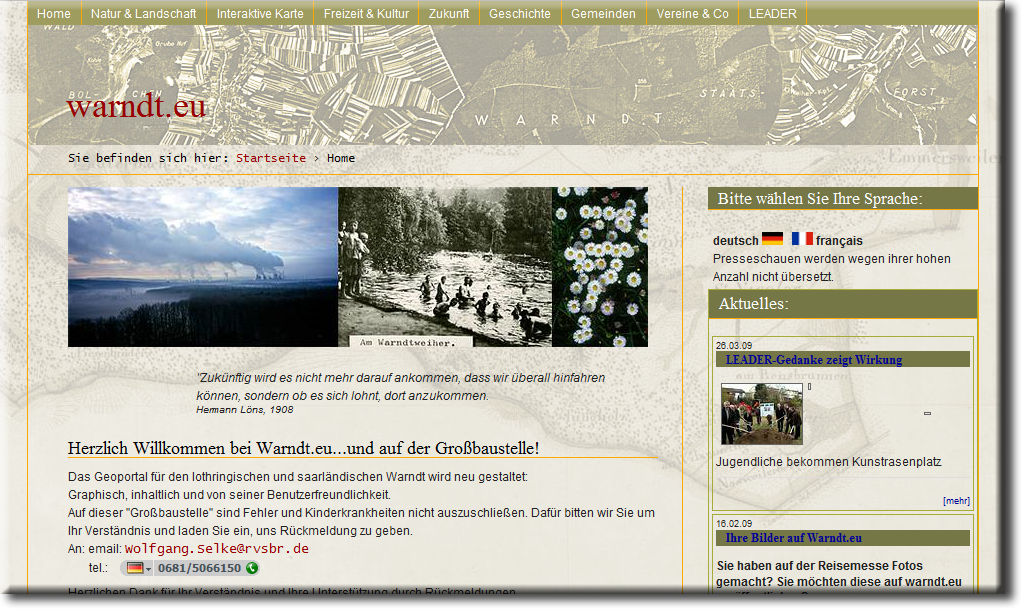 Home Natur & Landschaft Interaktive Karte Freizeit & Kultur Zukunft Geschichte Gemeinden Vereine & Co LEADER
WALD
Grube Huf
BOL- CHEN
STAATS- FORST
WARNDT
warndt.eu
Sie befinden sich hier: Startseite › Home
Emmersweiler
Am Warndtweiher.
"Zukünftig wird es nicht mehr darauf ankommen, dass wir überall hinfahren
können, sondern ob es sich lohnt, dort anzukommen.
Hermann Löns, 1908
Herzlich Willkommen bei Warndt.eu...und auf der Großbaustelle!
Das Geoportal für den lothringischen und saarländischen Warndt wird neu gestaltet:
Graphisch, inhaltlich und von seiner Benutzerfreundlichkeit.
Auf dieser "Großbaustelle" sind Fehler und Kinderkrankheiten nicht auszuschließen. Dafür bitten wir Sie um
Ihr Verständnis und laden Sie ein, uns Rückmeldung zu geben.
An: email: wolfgang.selke@rvsbr.de
tel.: 0681/5066150
Herzlichen Dank für Ihr Verständnis und Ihre Unterstützung durch Rückmeldungen
Bitte wählen Sie Ihre Sprache:
deutsch français
Presseschauen werden wegen ihrer hohen
Anzahl nicht übersetzt.
Aktuelles:
26.03.09
LEADER-Gedanke zeigt Wirkung
Jugendliche bekommen Kunstrasenplatz
[mehr]
16.02.09
Ihre Bilder auf Warndt.eu
Sie haben auf der Reisemesse Fotos
gemacht? Sie möchten diese auf warndt.eu